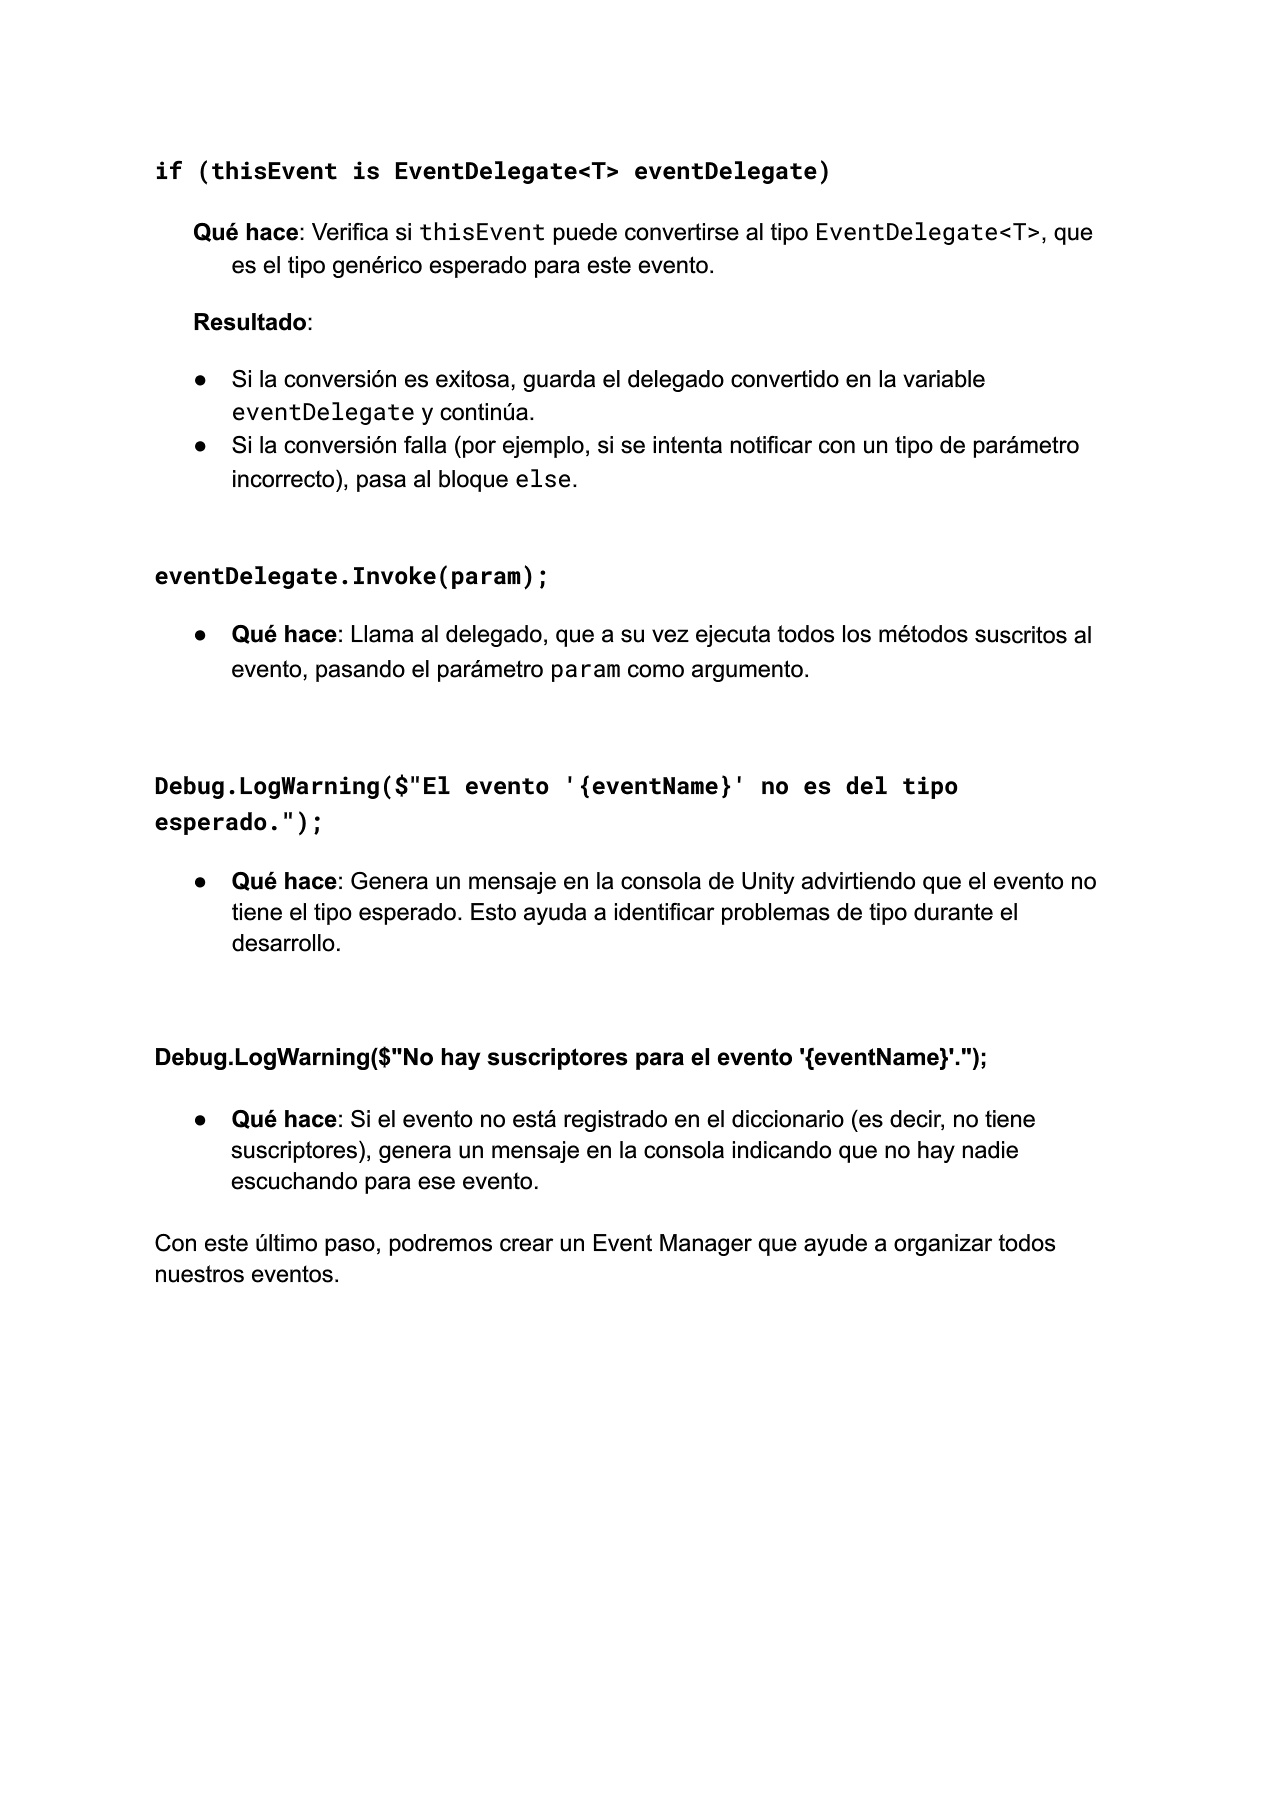 if (thisEvent is EventDelegate<T> eventDelegate)
Qué hace: Verifica si thisEvent puede convertirse al tipo EventDelegate<T>, que
es el tipo genérico esperado para este evento.
Resultado:
● Si la conversión es exitosa, guarda el delegado convertido en la variable
eventDelegate y continúa.
● Si la conversión falla (por ejemplo, si se intenta notificar con un tipo de parámetro
incorrecto), pasa al bloque else.
eventDelegate.Invoke(param);
● Qué hace: Llama al delegado, que a su vez ejecuta todos los métodos suscritos al
evento, pasando el parámetro param como argumento.
Debug.LogWarning($"El evento '{eventName}' no es del tipo
esperado.");
● Qué hace: Genera un mensaje en la consola de Unity advirtiendo que el evento no
tiene el tipo esperado. Esto ayuda a identificar problemas de tipo durante el
desarrollo.
Debug.LogWarning($"No hay suscriptores para el evento '{eventName}'.");
● Qué hace: Si el evento no está registrado en el diccionario (es decir, no tiene
suscriptores), genera un mensaje en la consola indicando que no hay nadie
escuchando para ese evento.
Con este último paso, podremos crear un Event Manager que ayude a organizar todos
nuestros eventos.